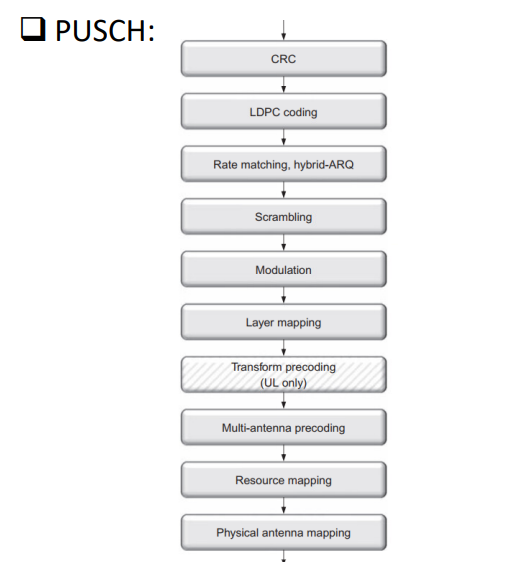 PUSCH:
CRC
LDPC coding
Rate matching, hybrid-ARQ
Scrambling
Modulation
Layer mapping
Transform precoding
(UL only)
Multi-antenna precoding
Resource mapping
Physical antenna mapping